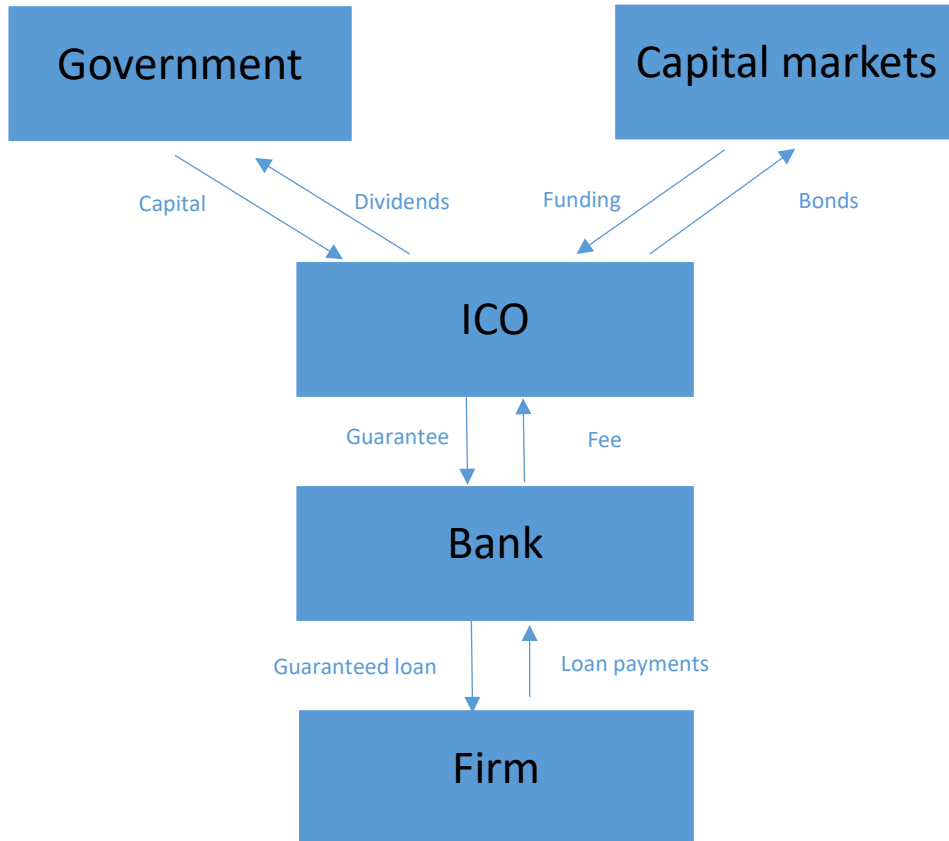 Government
Capital markets
Capital
Dividends
Funding
Bonds
ICO
Guarantee
Fee
Bank
Guaranteed loan
Loan payments
Firm